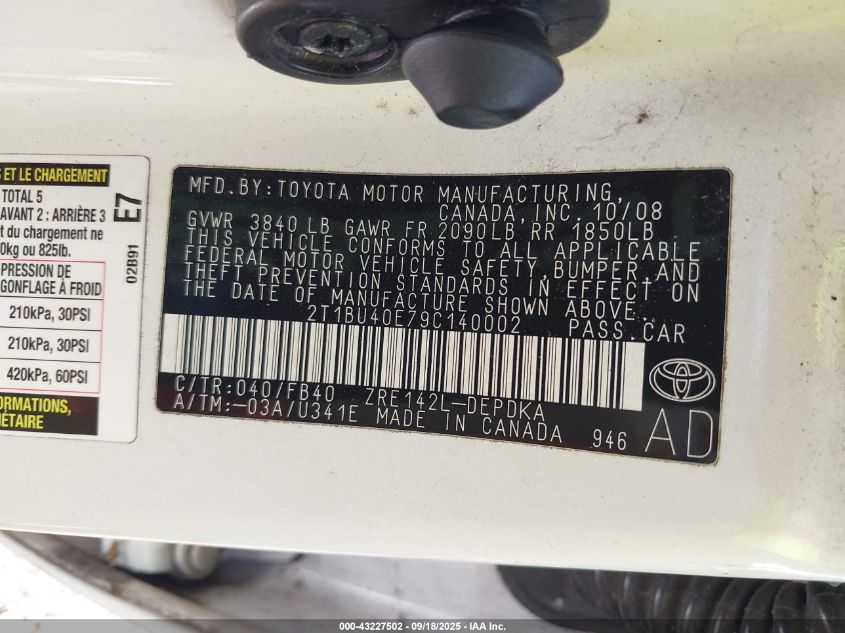 S ET LE CHARGEMENT
TOTAL 5
AVANT 2 : ARRIÈRE 3
t du chargement ne
0kg ou 825lb.
PRESSION DE
GONFLAGE À FROID
210kPa, 30PSI
210kPa, 30PSI
420kPa, 60PSI
FORMATIONS
IÉTAIRE
E7
02B91
MFD.BY:TOYOTA MOTOR MANUFACTURING,
CANADA, INC. 10/08
GVWR 3840 LB GAWR FR 2090LB RR 1850LB
THIS VEHICLE CONFORMS TO ALL APPLICABLE
FEDERAL MOTOR VEHICLE SAFETY, BUMPER, AND
THEFT PREVENTION STANDARDS IN EFFECT ON
THE DATE OF MANUFACTURE SHOWN ABOVE.
2T1BU40E79C140002 PASS.CAR
C/TR:040/FB40 ZRE142L-DEPDKA
A/TM:-03A/U341E MADE IN CANADA 946
AD
000-43227502 - 09/18/2025 - IAA Inc.